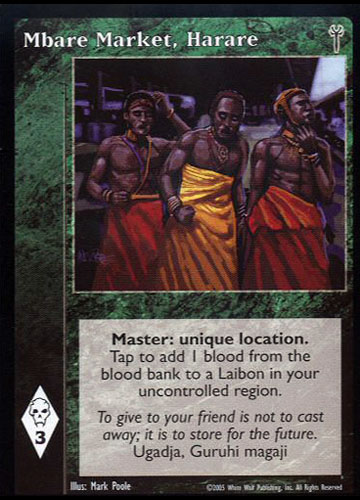 Mbare Market, Harare
Master: unique location.
Tap to add 1 blood from the
blood bank to a Laibon in your
uncontrolled region.
To give to your friend is not to cast
away; it is to store for the future.
Ugadja, Guruhi magaji
3
Illus: Mark Poole
©2005 White Wolf Publishing, Inc. All Rights Reserved